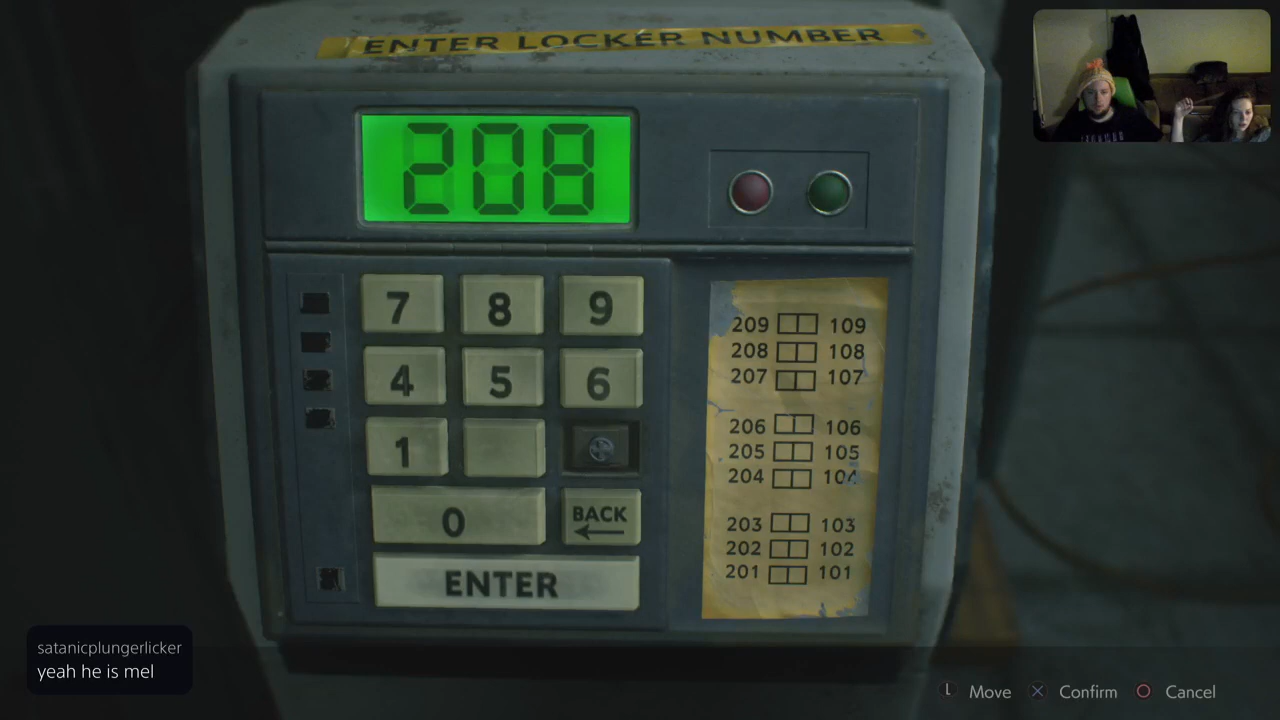 ENTER LOCKER NUMBER
208
7 8 9
4 5 6
1
0 BACK
ENTER
209 109
208 108
207 107
206 106
205 105
204 104
203 103
202 102
201 101
satanicplungerlicker
yeah he is mel
L Move X Confirm O Cancel